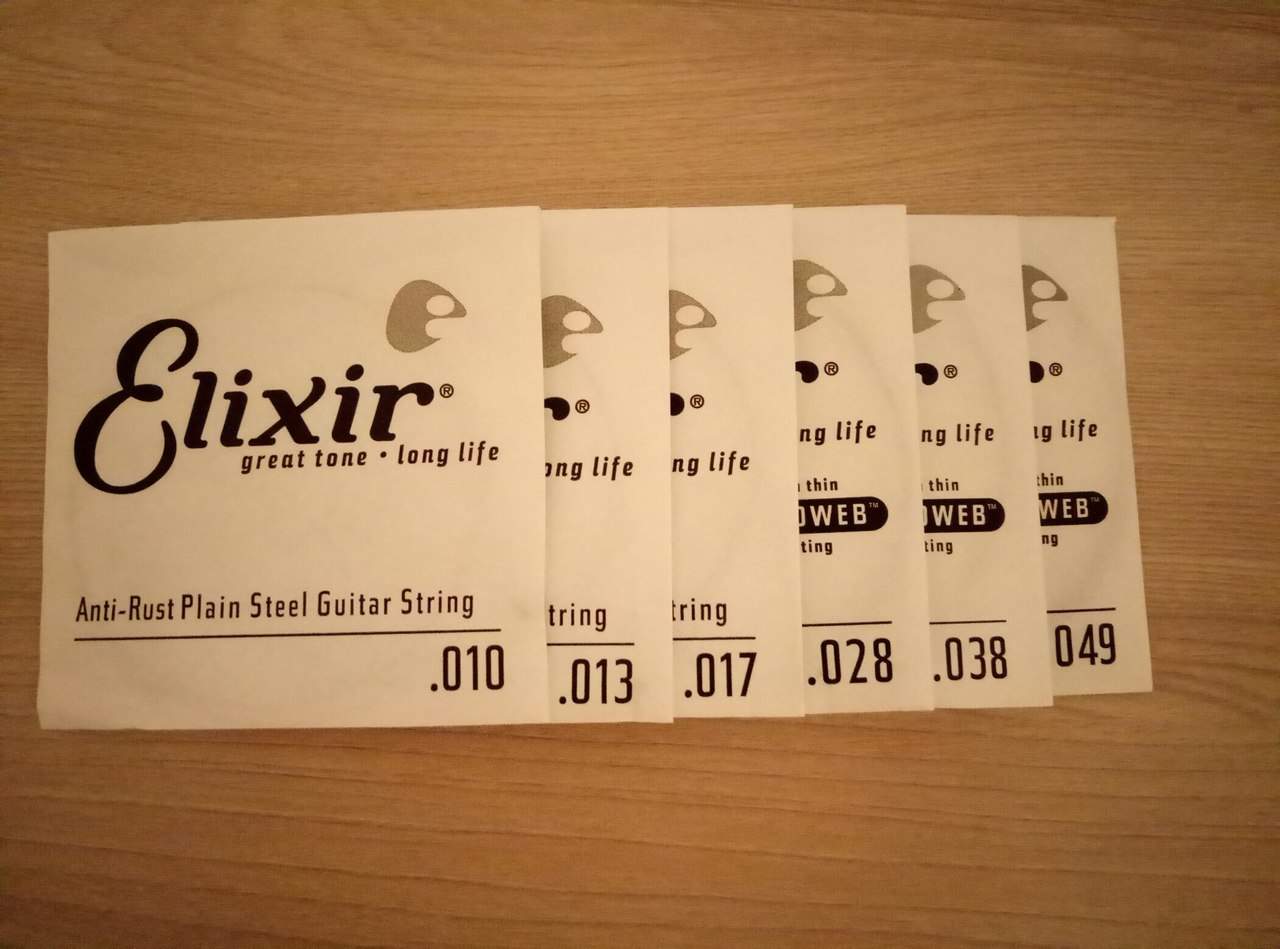 Elixir®
great tone • long life
Anti-Rust Plain Steel Guitar String
.010
r®
ong life
tring
.013
®
ng life
tring
.017
r®
ng life
thin
OWEB™
ting
.028
r®
ng life
thin
OWEB™
ting
.038
®
ng life
thin
WEB™
ng
049